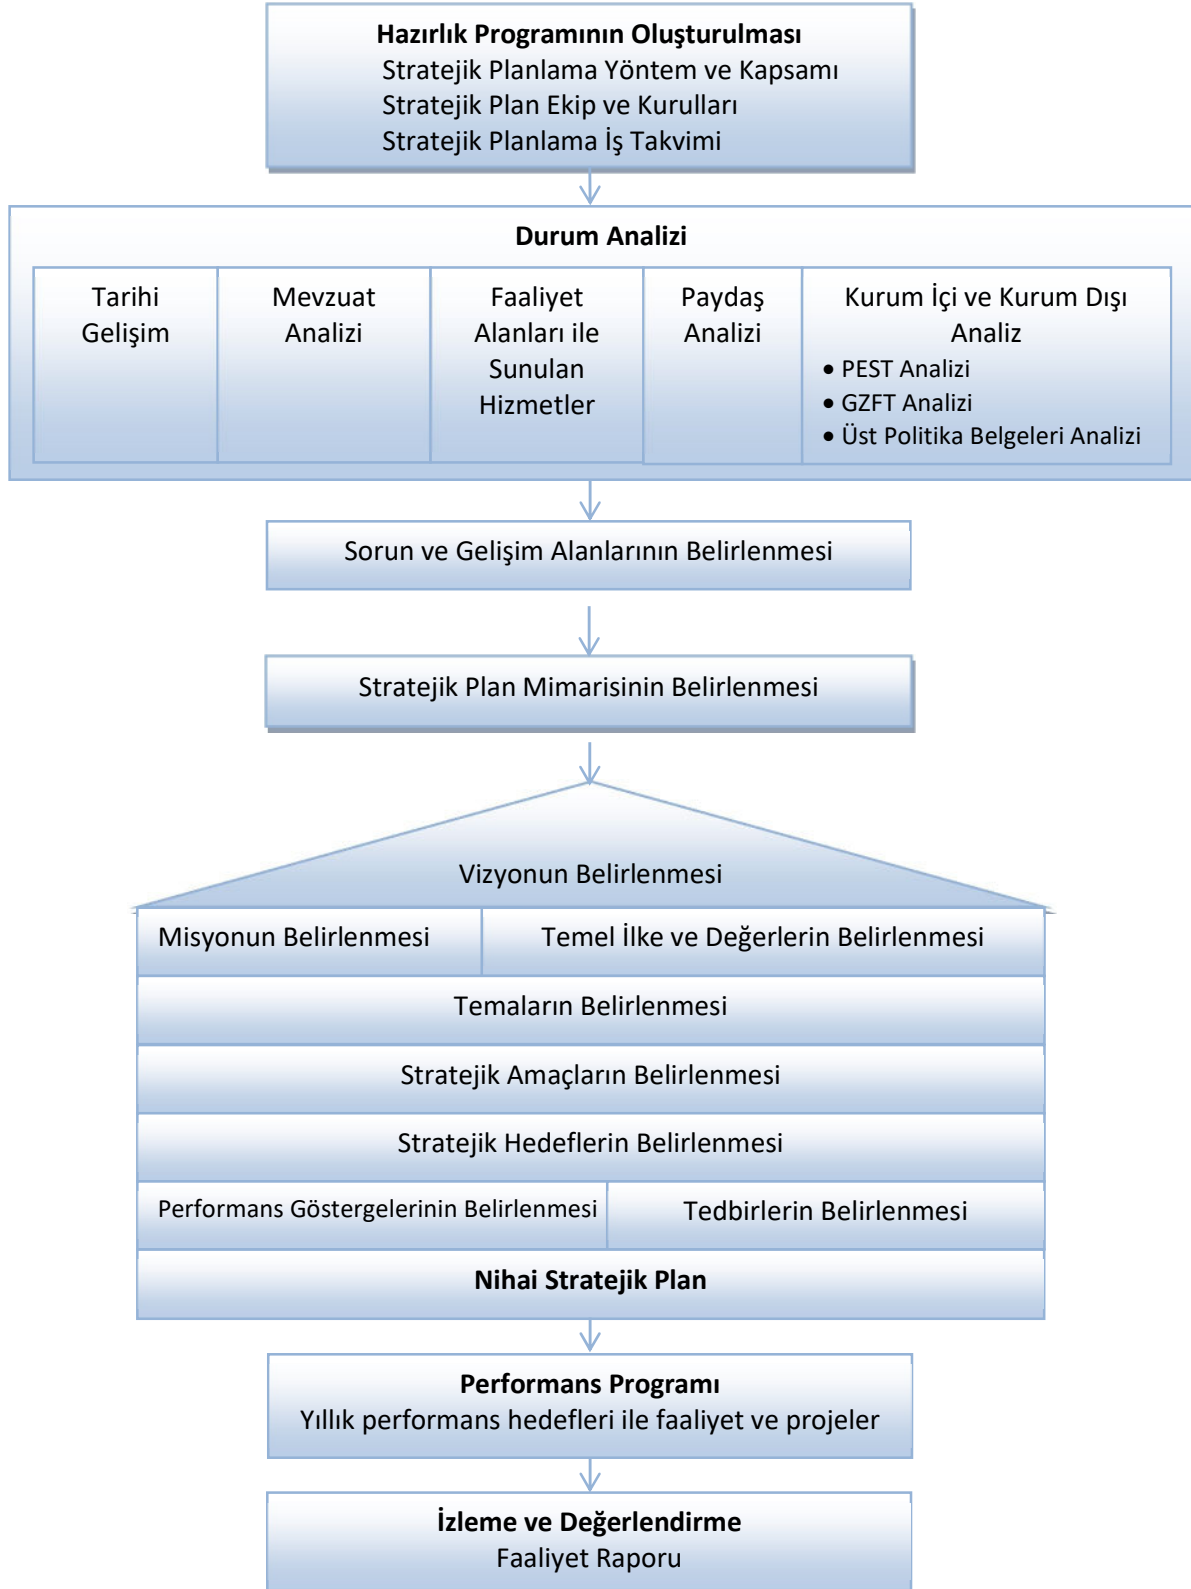 Hazırlık Programının Oluşturulması
Stratejik Planlama Yöntem ve Kapsamı
Stratejik Plan Ekip ve Kurulları
Stratejik Planlama İş Takvimi
Durum Analizi
Tarihi
Gelişim
Mevzuat
Analizi
Faaliyet
Alanları ile
Sunulan
Hizmetler
Paydaş
Analizi
Kurum İçi ve Kurum Dışı
Analiz
• PEST Analizi
• GZFT Analizi
• Üst Politika Belgeleri Analizi
Sorun ve Gelişim Alanlarının Belirlenmesi
Stratejik Plan Mimarisinin Belirlenmesi
Vizyonun Belirlenmesi
Misyonun Belirlenmesi
Temel İlke ve Değerlerin Belirlenmesi
Temaların Belirlenmesi
Stratejik Amaçların Belirlenmesi
Stratejik Hedeflerin Belirlenmesi
Performans Göstergelerinin Belirlenmesi
Tedbirlerin Belirlenmesi
Nihai Stratejik Plan
Performans Programı
Yıllık performans hedefleri ile faaliyet ve projeler
İzleme ve Değerlendirme
Faaliyet Raporu